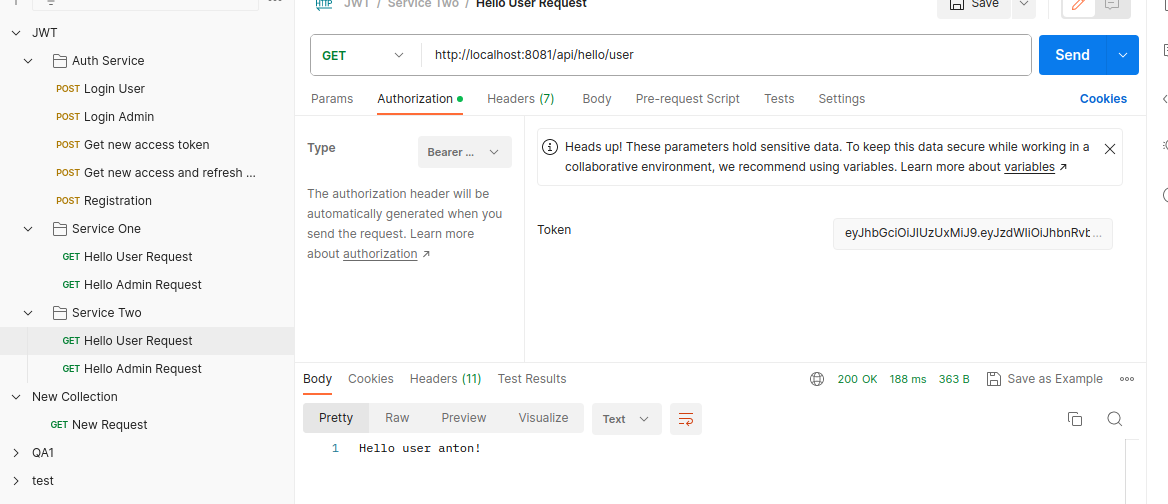 JWT
Auth Service
POST Login User
POST Login Admin
POST Get new access token
POST Get new access and refresh ...
POST Registration
Service One
GET Hello User Request
GET Hello Admin Request
Service Two
GET Hello User Request
GET Hello Admin Request
New Collection
GET New Request
QA1
test
HTTP JWT / Service Two / Hello User Request
Save
GET http://localhost:8081/api/hello/user
Send
Params Authorization Headers (7) Body Pre-request Script Tests Settings Cookies
Type
Bearer ...
The authorization header will be
automatically generated when you
send the request. Learn more
about authorization ↗
Heads up! These parameters hold sensitive data. To keep this data secure while working in a
collaborative environment, we recommend using variables. Learn more about variables ↗
Token
eyJhbGciOiJIUzUxMiJ9.eyJzdWIiOiJhbnRvb...
Body Cookies Headers (11) Test Results
200 OK 188 ms 363 B Save as Example
Pretty Raw Preview Visualize Text
1 Hello user anton!